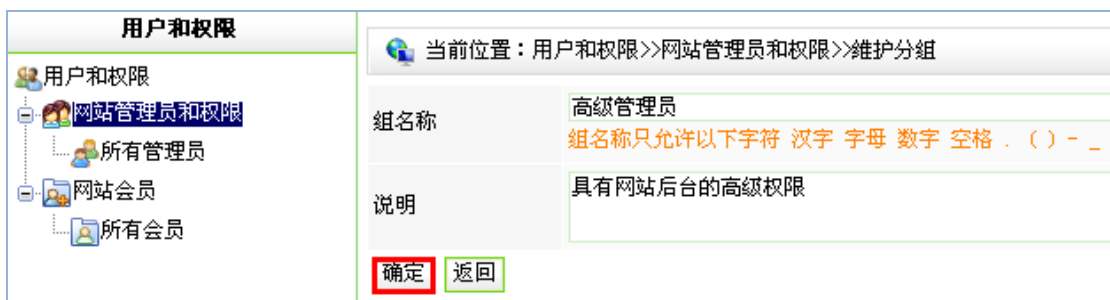 用户和权限
用户和权限
网站管理员和权限
所有管理员
网站会员
所有会员
当前位置：用户和权限>>网站管理员和权限>>维护分组
组名称
高级管理员
组名称只允许以下字符 汉字 字母 数字 空格 . ( ) - _
说明
具有网站后台的高级权限
确定 返回